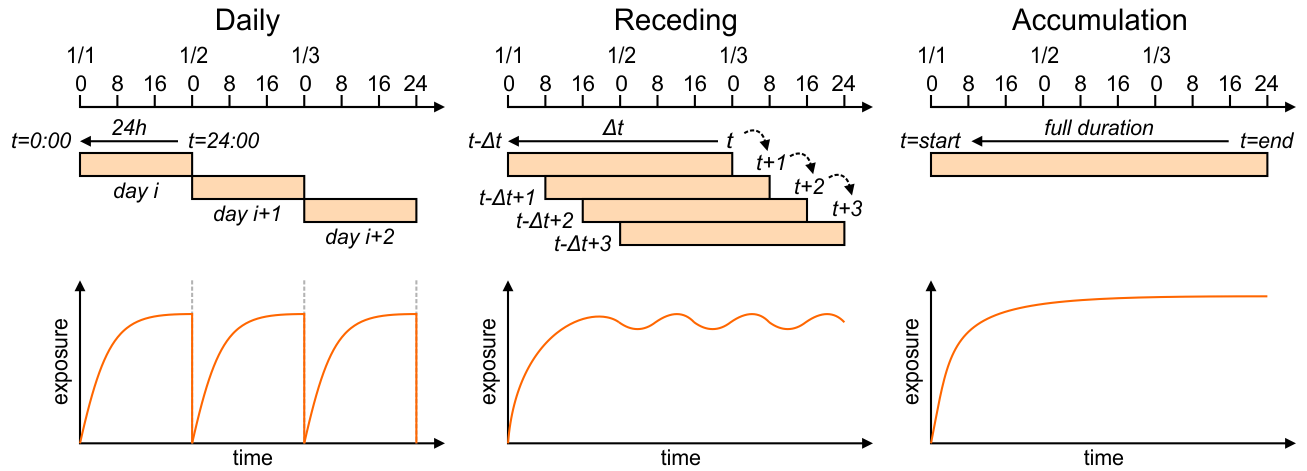 Daily
1/1 1/2 1/3
0 8 16 0 8 16 0 8 16 24
t=0:00 24h t=24:00
day i
day i+1
day i+2
exposure
time
Receding
1/1 1/2 1/3
0 8 16 0 8 16 0 8 24
t-Δt Δt t
t+1
t+2
t-Δt+1
t+3
t-Δt+2
t-Δt+3
exposure
time
Accumulation
1/1 1/2 1/3
0 8 16 0 8 16 0 8 16 24
t=start full duration t=end
exposure
time